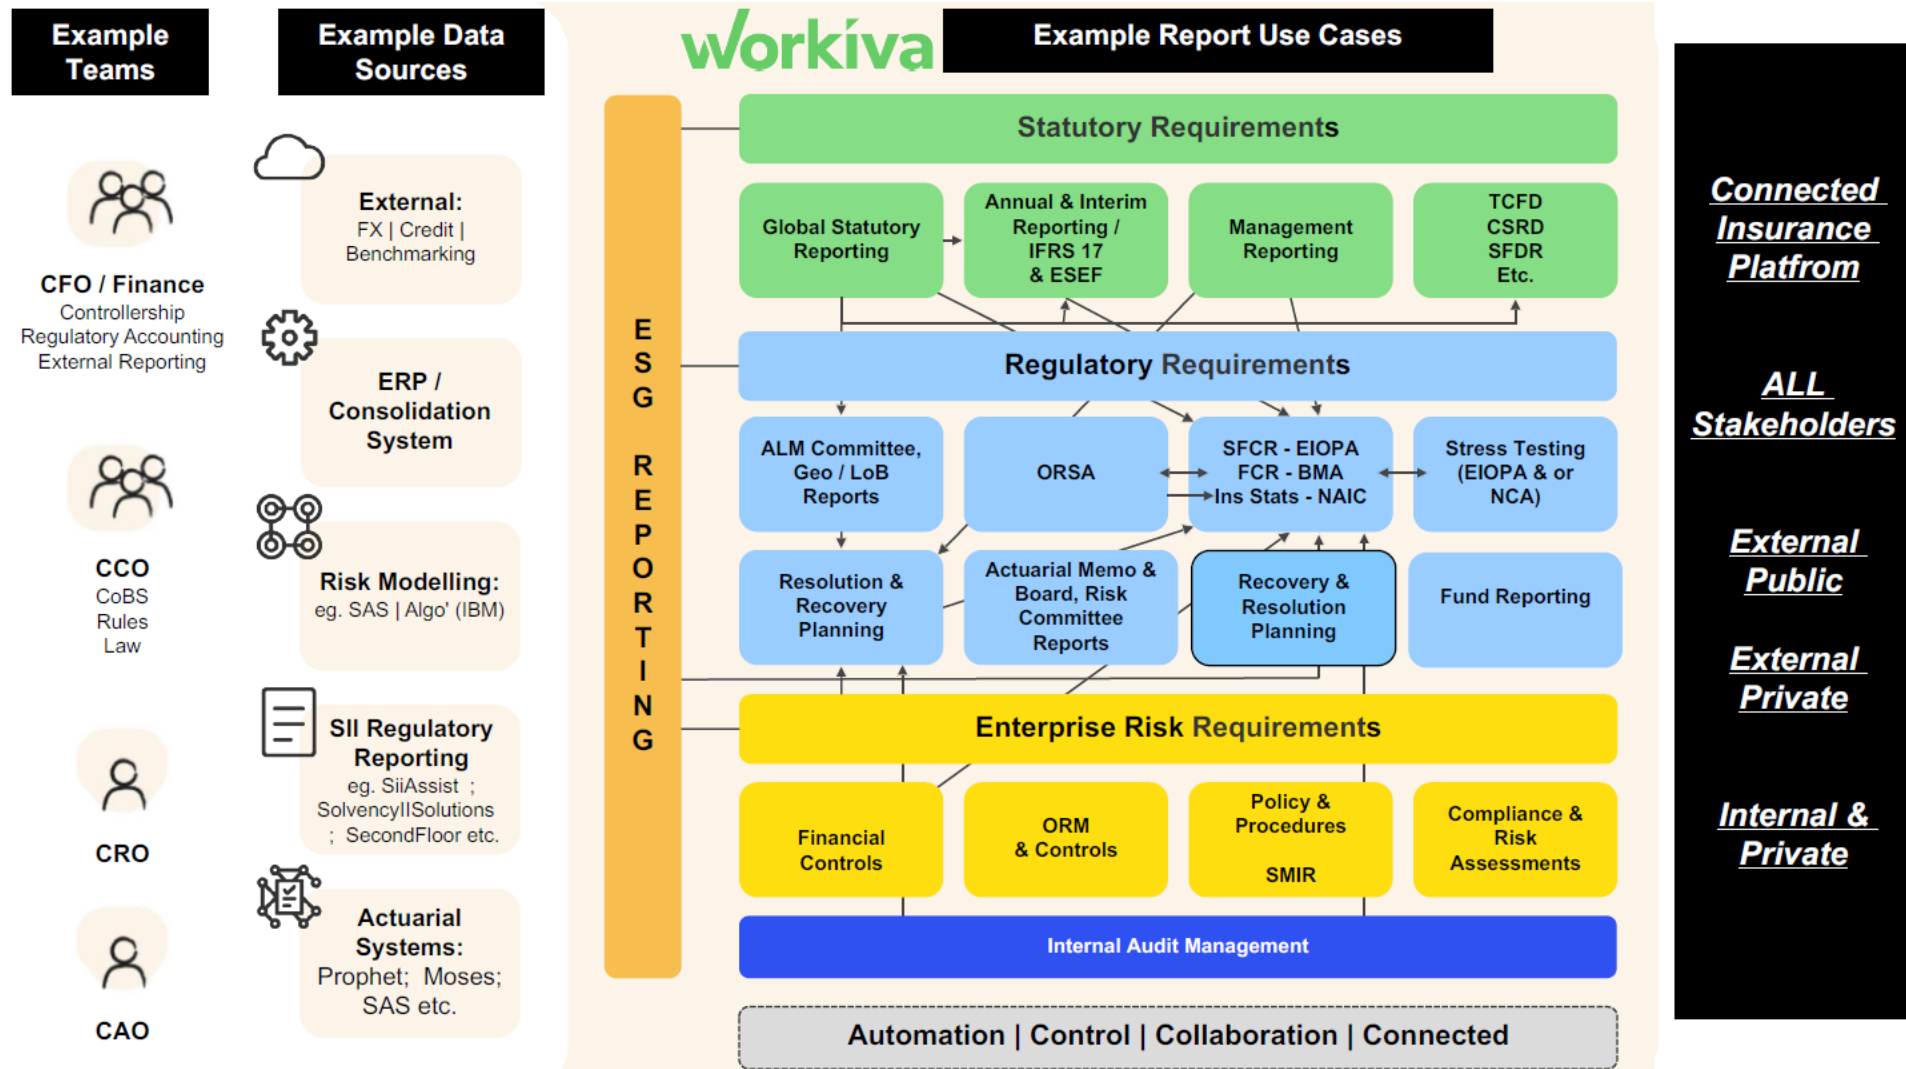 Example
Teams
Example Data
Sources
workiva
Example Report Use Cases
CFO / Finance
Controllership
Regulatory Accounting
External Reporting
CCO
CoBS
Rules
Law
CRO
CAO
External:
FX | Credit |
Benchmarking
ERP /
Consolidation
System
Risk Modelling:
eg. SAS | Algo' (IBM)
SII Regulatory
Reporting
eg. SiiAssist ;
SolvencyIISolutions
; SecondFloor etc.
Actuarial
Systems:
Prophet; Moses;
SAS etc.
ESG REPORTING
Statutory Requirements
Global Statutory
Reporting
Annual & Interim
Reporting /
IFRS 17
& ESEF
Management
Reporting
TCFD
CSRD
SFDR
Etc.
Regulatory Requirements
ALM Committee,
Geo / LoB
Reports
ORSA
SFCR - EIOPA
FCR - BMA
Ins Stats - NAIC
Stress Testing
(EIOPA & or
NCA)
Resolution &
Recovery
Planning
Actuarial Memo &
Board, Risk
Committee
Reports
Recovery &
Resolution
Planning
Fund Reporting
Enterprise Risk Requirements
Financial
Controls
ORM
& Controls
Policy &
Procedures
SMIR
Compliance &
Risk
Assessments
Internal Audit Management
Automation | Control | Collaboration | Connected
Connected
Insurance
Platfrom
ALL
Stakeholders
External
Public
External
Private
Internal &
Private